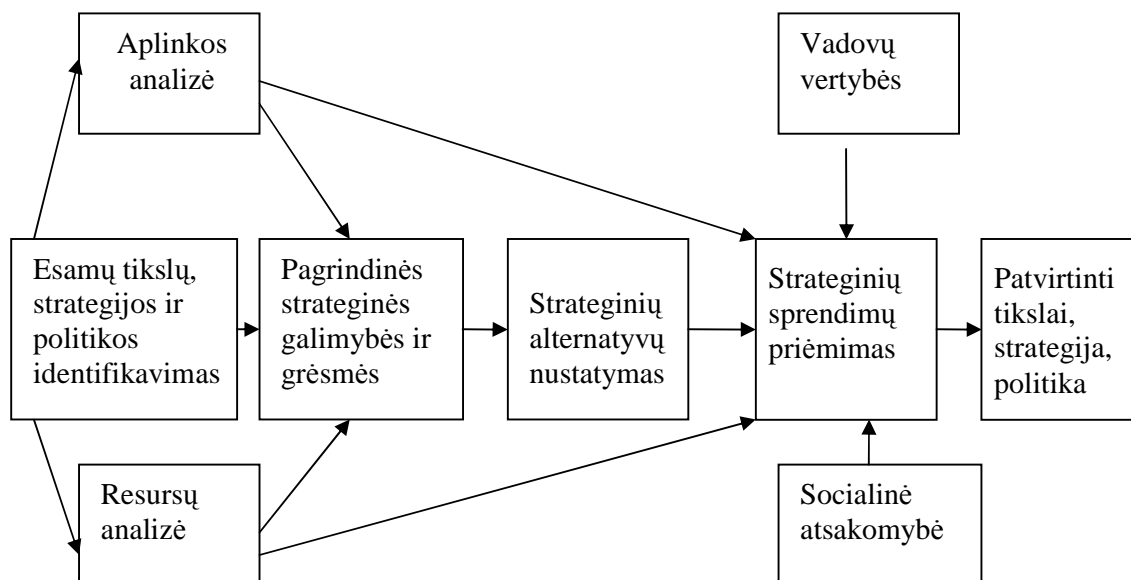 Aplinkos
analizė
Vadovų
vertybės
Esamų tikslų,
strategijos ir
politikos
identifikavimas
Pagrindinės
strateginės
galimybės ir
grėsmės
Strateginių
alternatyvų
nustatymas
Strateginių
sprendimų
priėmimas
Patvirtinti
tikslai,
strategija,
politika
Resursų
analizė
Socialinė
atsakomybė